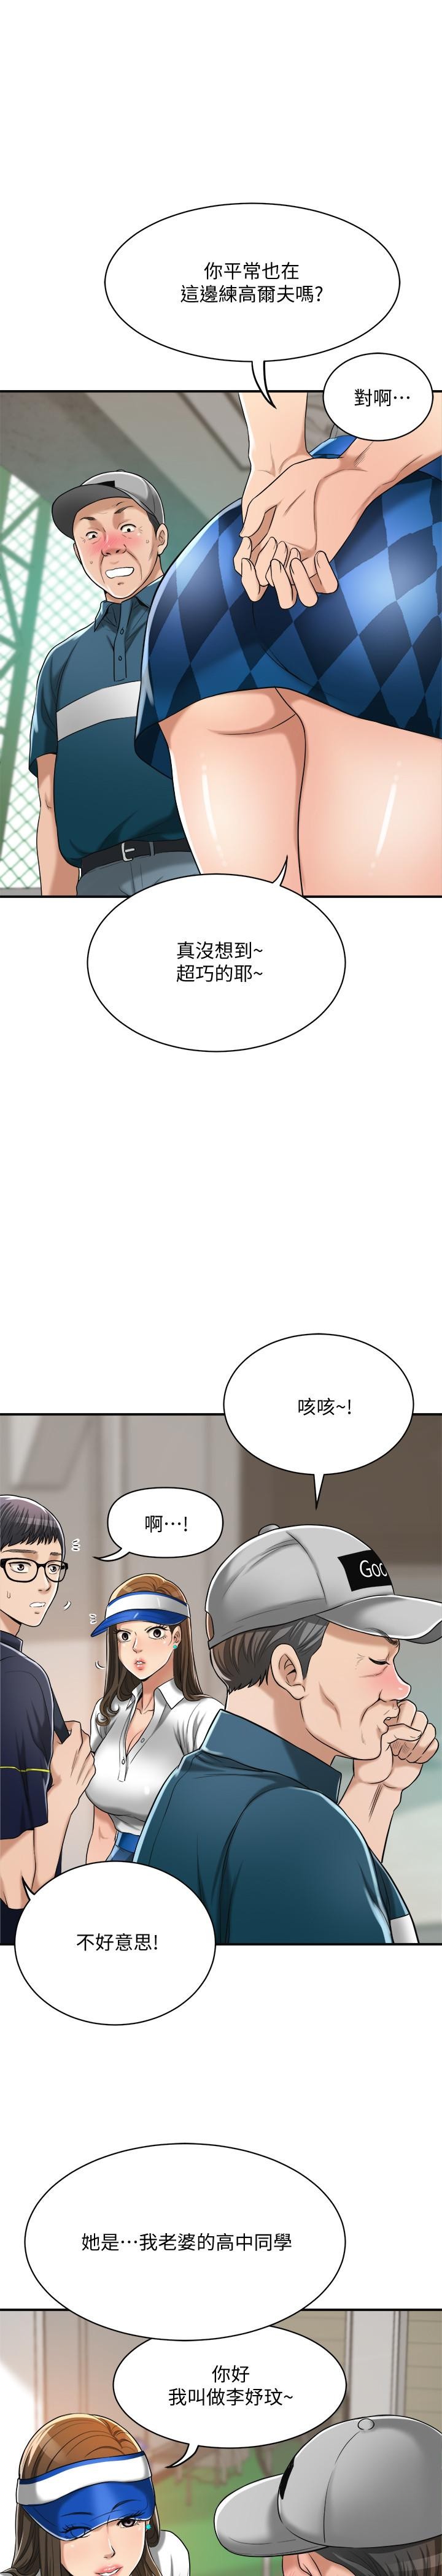 你平常也在
這邊練高爾夫嗎?
對啊⋯
真沒想到~
超巧的耶~
咳咳~!
啊⋯!
Goo
不好意思!
她是⋯我老婆的高中同學
你好
我叫做李妤玟~